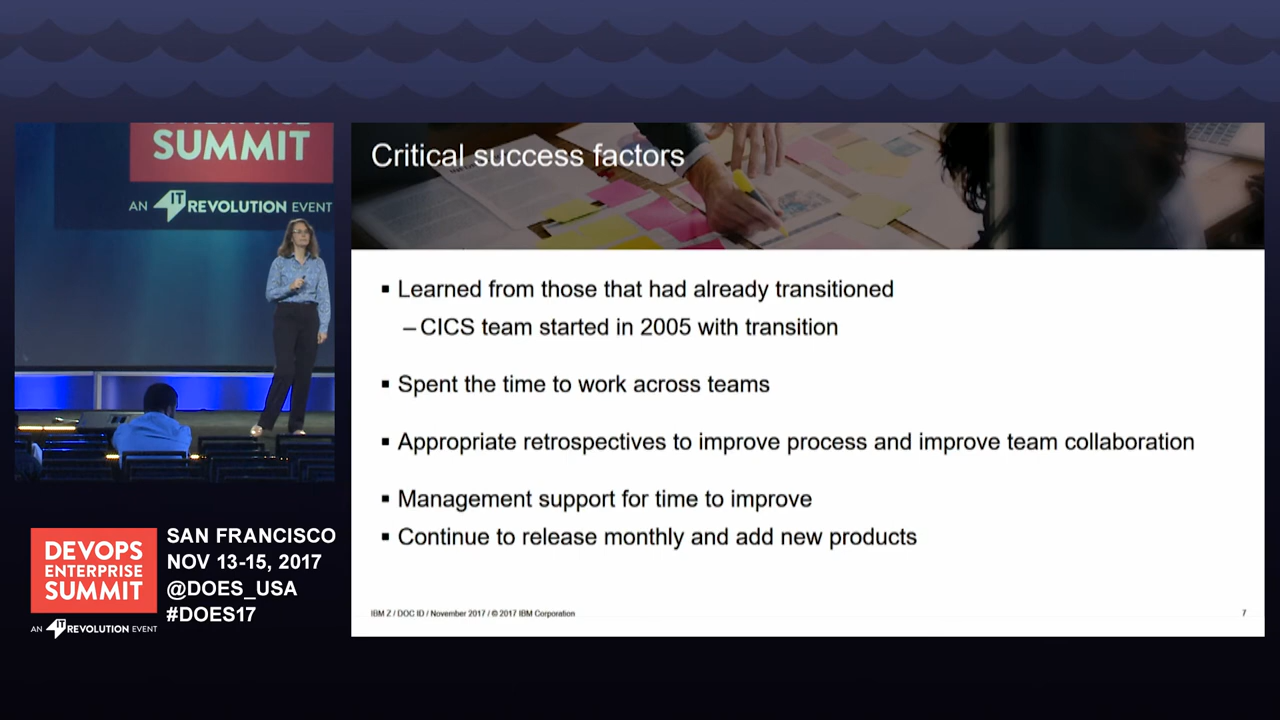 SUMMIT
AN IT REVOLUTION EVENT
Critical success factors
▪ Learned from those that had already transitioned
– CICS team started in 2005 with transition
▪ Spent the time to work across teams
▪ Appropriate retrospectives to improve process and improve team collaboration
▪ Management support for time to improve
▪ Continue to release monthly and add new products
IBM Z / DOC ID / November 2017 / © 2017 IBM Corporation
7
DEVOPS
ENTERPRISE
SUMMIT
AN IT REVOLUTION EVENT
SAN FRANCISCO
NOV 13-15, 2017
@DOES_USA
#DOES17